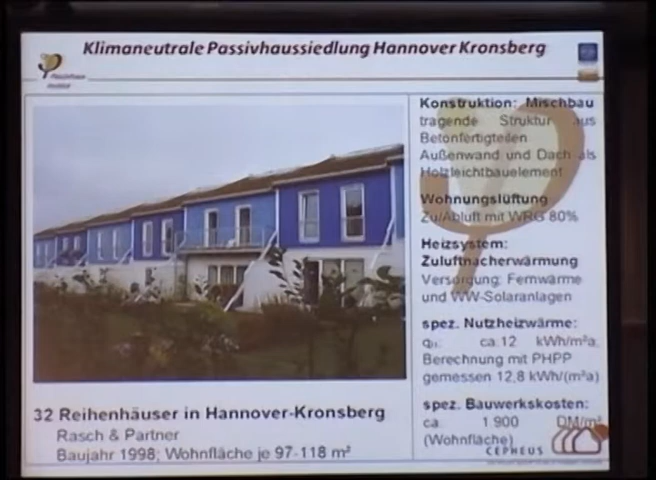 Klimaneutrale Passivhaussiedlung Hannover Kronsberg
Passivhaus
Institut
Konstruktion: Mischbau
tragende Struktur aus
Betonfertigteilen
Außenwand und Dach als
Holzleichtbauelement
Wohnungslüftung
Zu/Abluft mit WRG 80%
Heizsystem:
Zuluftnacherwärmung
Versorgung: Fernwärme
und WW-Solaranlagen
spez. Nutzheizwärme:
ca.12 kWh/m²a;
Berechnung mit PHPP
gemessen 12,8 kWh/(m²a)
spez. Bauwerkskosten:
ca. 1 900 DM/m²
(Wohnfläche)
CEPHEUS
32 Reihenhäuser in Hannover-Kronsberg
Rasch & Partner
Baujahr 1998; Wohnfläche je 97-118 m²